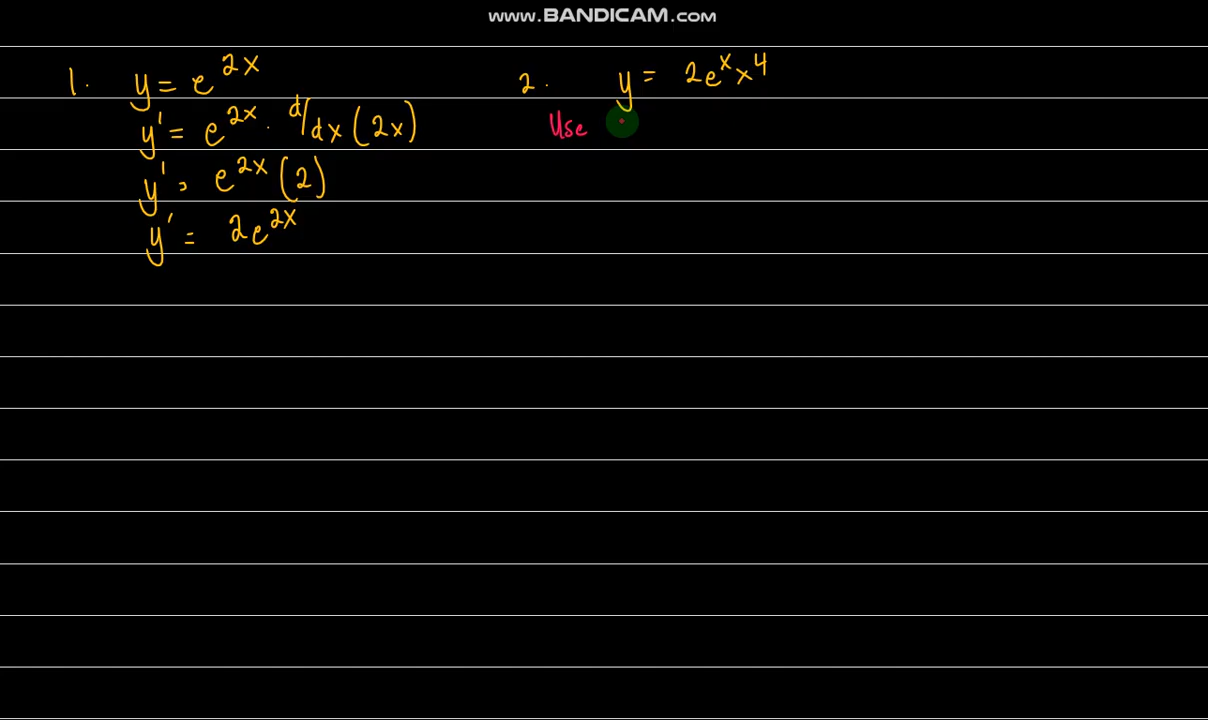 www.BANDICAM.com
1. y = e^{2x}
y' = e^{2x} · d/dx (2x)
y' = e^{2x} (2)
y' = 2e^{2x}
2. y = 2e^x x^4
Use